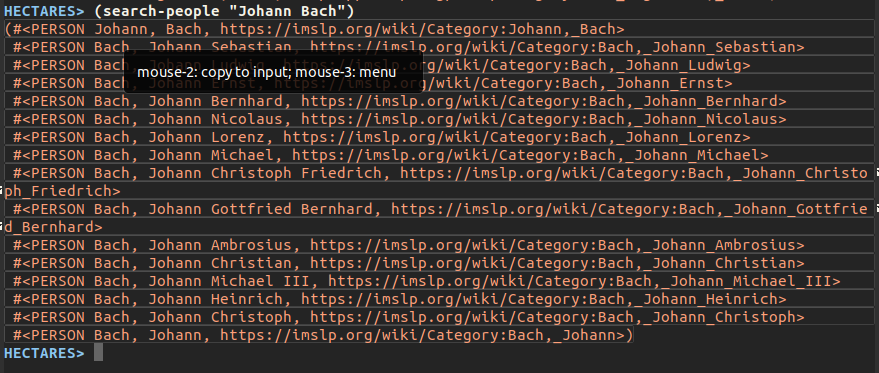 HECTARES> (search-people "Johann Bach")
(#<PERSON Johann, Bach, https://imslp.org/wiki/Category:Johann,_Bach>
#<PERSON Bach, Johann Sebastian, https://imslp.org/wiki/Category:Bach,_Johann_Sebastian>
#<PERSON Bach, Johann Ludwig, https://imslp.org/wiki/Category:Bach,_Johann_Ludwig>
mouse-2: copy to input; mouse-3: menu
#<PERSON Bach, Johann Ernst, https://imslp.org/wiki/Category:Bach,_Johann_Ernst>
#<PERSON Bach, Johann Bernhard, https://imslp.org/wiki/Category:Bach,_Johann_Bernhard>
#<PERSON Bach, Johann Nicolaus, https://imslp.org/wiki/Category:Bach,_Johann_Nicolaus>
#<PERSON Bach, Johann Lorenz, https://imslp.org/wiki/Category:Bach,_Johann_Lorenz>
#<PERSON Bach, Johann Michael, https://imslp.org/wiki/Category:Bach,_Johann_Michael>
#<PERSON Bach, Johann Christoph Friedrich, https://imslp.org/wiki/Category:Bach,_Johann_Christo
ph_Friedrich>
#<PERSON Bach, Johann Gottfried Bernhard, https://imslp.org/wiki/Category:Bach,_Johann_Gottfrie
d_Bernhard>
#<PERSON Bach, Johann Ambrosius, https://imslp.org/wiki/Category:Bach,_Johann_Ambrosius>
#<PERSON Bach, Johann Christian, https://imslp.org/wiki/Category:Bach,_Johann_Christian>
#<PERSON Bach, Johann Michael III, https://imslp.org/wiki/Category:Bach,_Johann_Michael_III>
#<PERSON Bach, Johann Heinrich, https://imslp.org/wiki/Category:Bach,_Johann_Heinrich>
#<PERSON Bach, Johann Christoph, https://imslp.org/wiki/Category:Bach,_Johann_Christoph>
#<PERSON Bach, Johann, https://imslp.org/wiki/Category:Bach,_Johann>)
HECTARES>